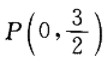 P(0, 3/2)